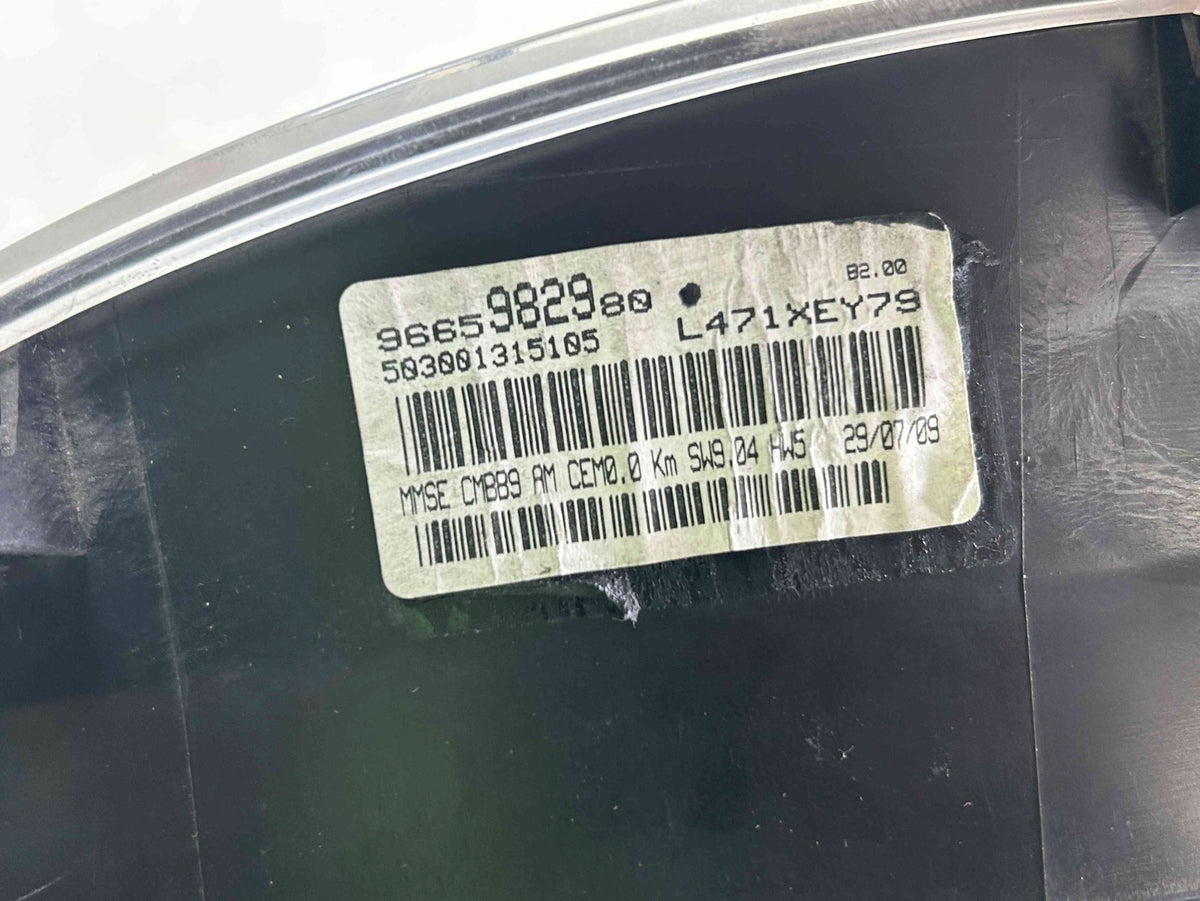 B2.00
9665982980 L471XEY79
503001315105
MMSE CMBB9 AM CEM0.0 Km SW9.04 HW5 29/07/09